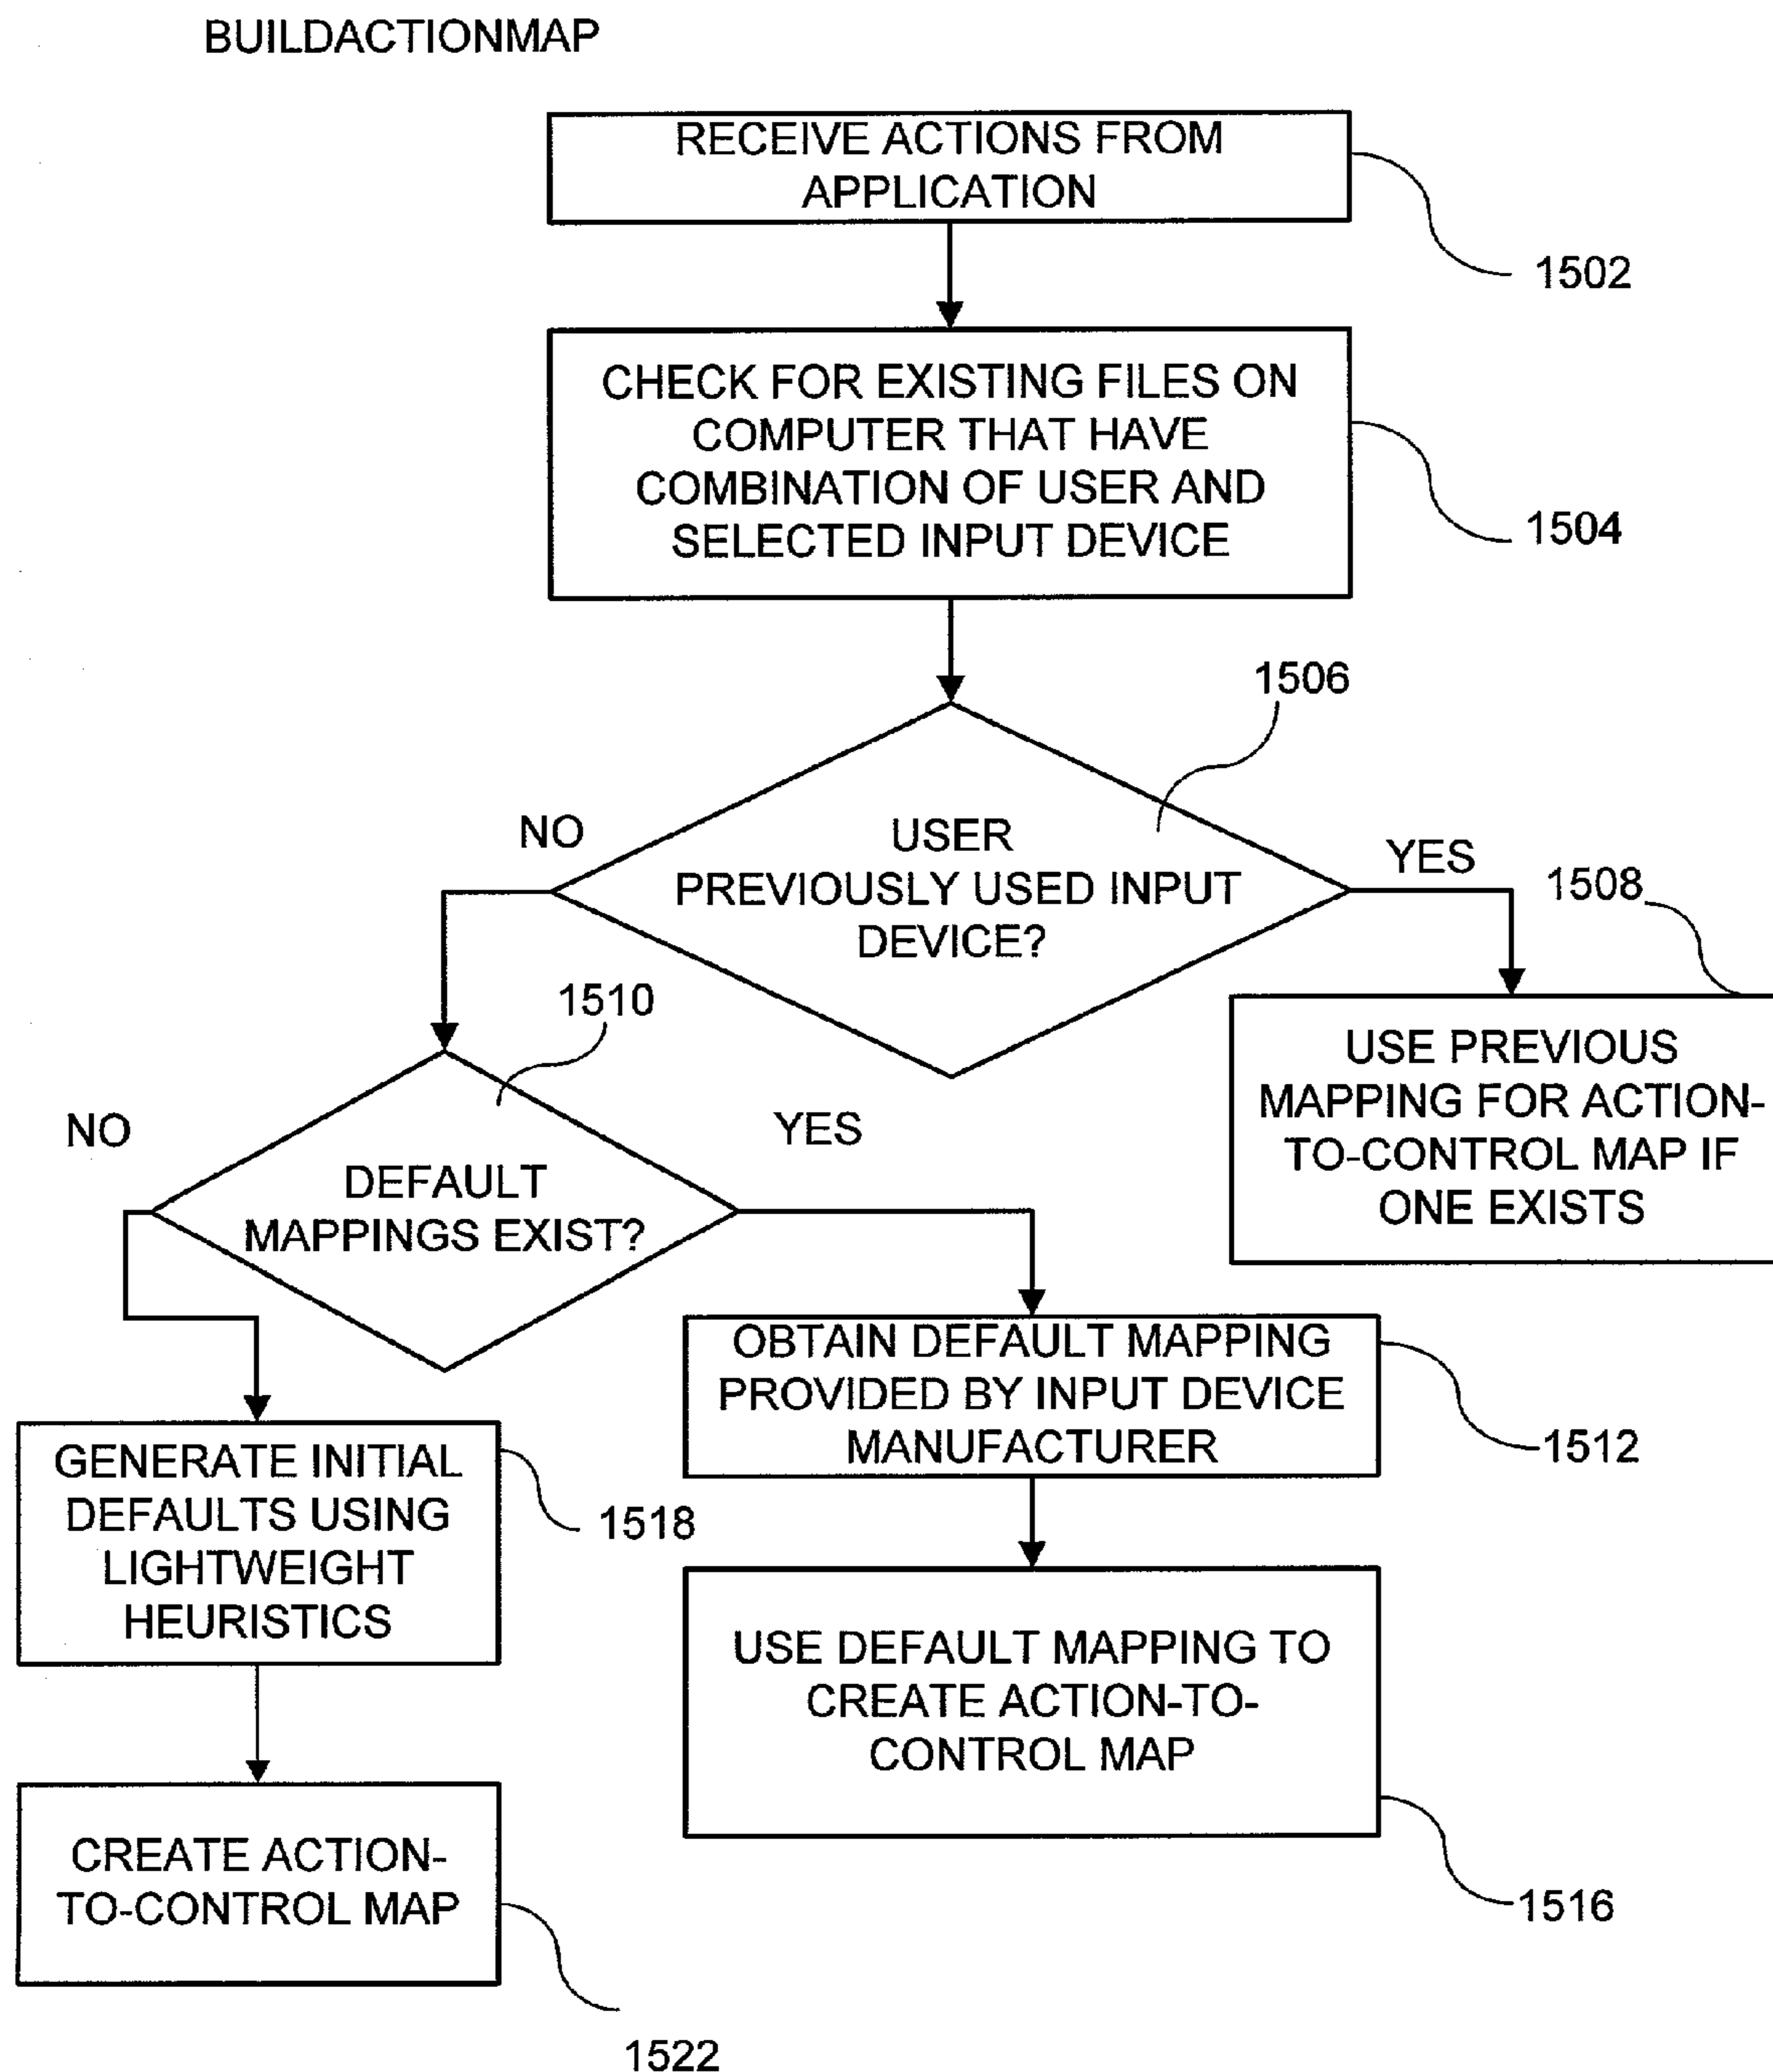 BUILDACTIONMAP
RECEIVE ACTIONS FROM
APPLICATION
1502
CHECK FOR EXISTING FILES ON
COMPUTER THAT HAVE
COMBINATION OF USER AND
SELECTED INPUT DEVICE
1504
1506
USER
PREVIOUSLY USED INPUT
DEVICE?
NO
YES
1508
USE PREVIOUS
MAPPING FOR ACTION-
TO-CONTROL MAP IF
ONE EXISTS
1510
DEFAULT
MAPPINGS EXIST?
NO
YES
OBTAIN DEFAULT MAPPING
PROVIDED BY INPUT DEVICE
MANUFACTURER
1512
GENERATE INITIAL
DEFAULTS USING
LIGHTWEIGHT
HEURISTICS
1518
USE DEFAULT MAPPING TO
CREATE ACTION-TO-
CONTROL MAP
1516
CREATE ACTION-
TO-CONTROL MAP
1522